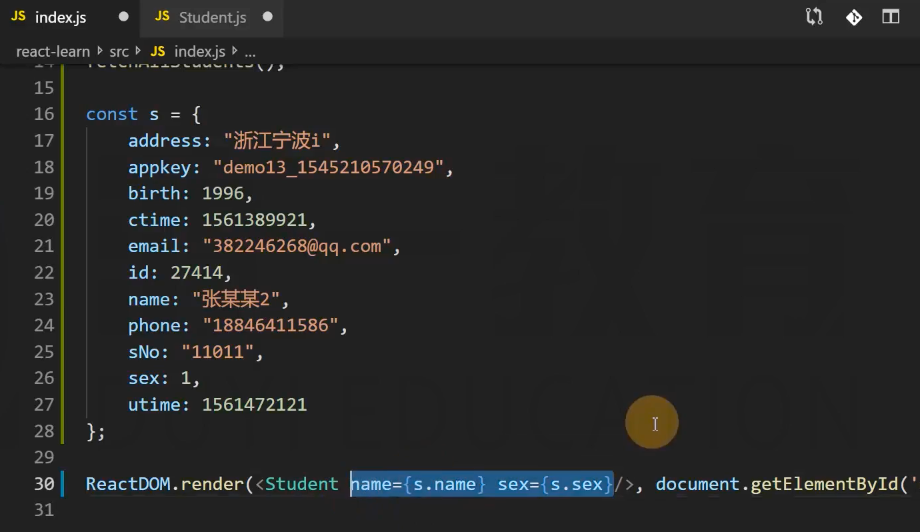 JS index.js ● JS Student.js ●
react-learn > src > JS index.js > ...
14 fetchAllStudents();
15
16 const s = {
17 address: "浙江宁波i",
18 appkey: "demo13_1545210570249",
19 birth: 1996,
20 ctime: 1561389921,
21 email: "382246268@qq.com",
22 id: 27414,
23 name: "张某某2",
24 phone: "18846411586",
25 sNo: "11011",
26 sex: 1,
27 utime: 1561472121
28 };
29
30 ReactDOM.render(<Student name={s.name} sex={s.sex}/>, document.getElementById('
31